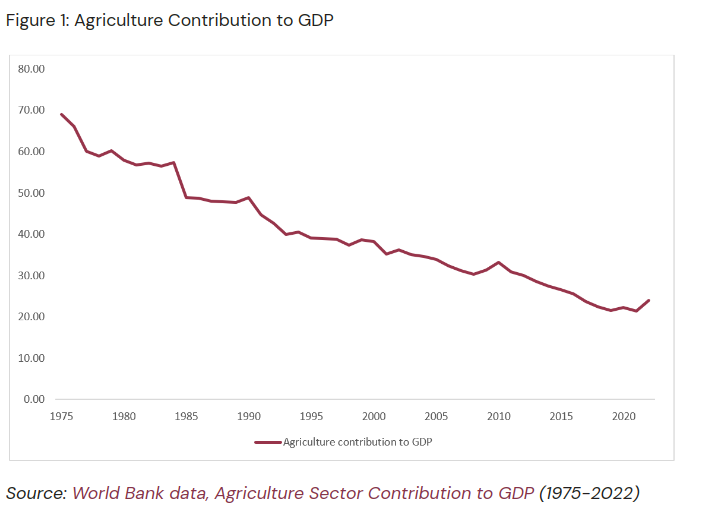 Figure 1: Agriculture Contribution to GDP
80.00
70.00
60.00
50.00
40.00
30.00
20.00
10.00
0.00
1975 1980 1985 1990 1995 2000 2005 2010 2015 2020
Agriculture contribution to GDP
Source: World Bank data, Agriculture Sector Contribution to GDP (1975-2022)